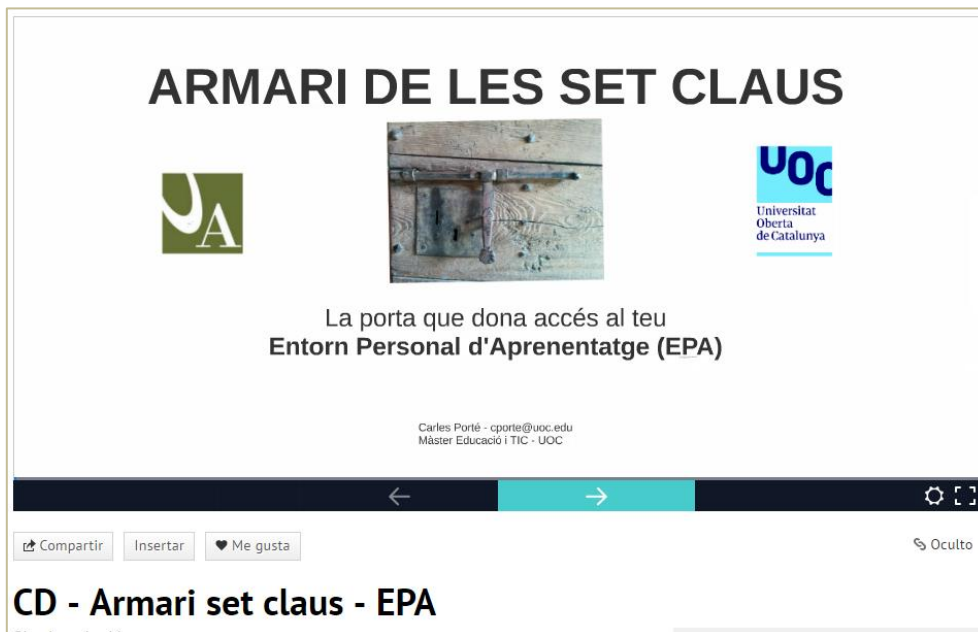 ARMARI DE LES SET CLAUS
UA
UOC
Universitat
Oberta
de Catalunya
La porta que dona accés al teu
Entorn Personal d'Aprenentatge (EPA)
Carles Porté - cporte@uoc.edu
Màster Educació i TIC - UOC
Compartir
Insertar
Me gusta
Oculto
CD - Armari set claus - EPA